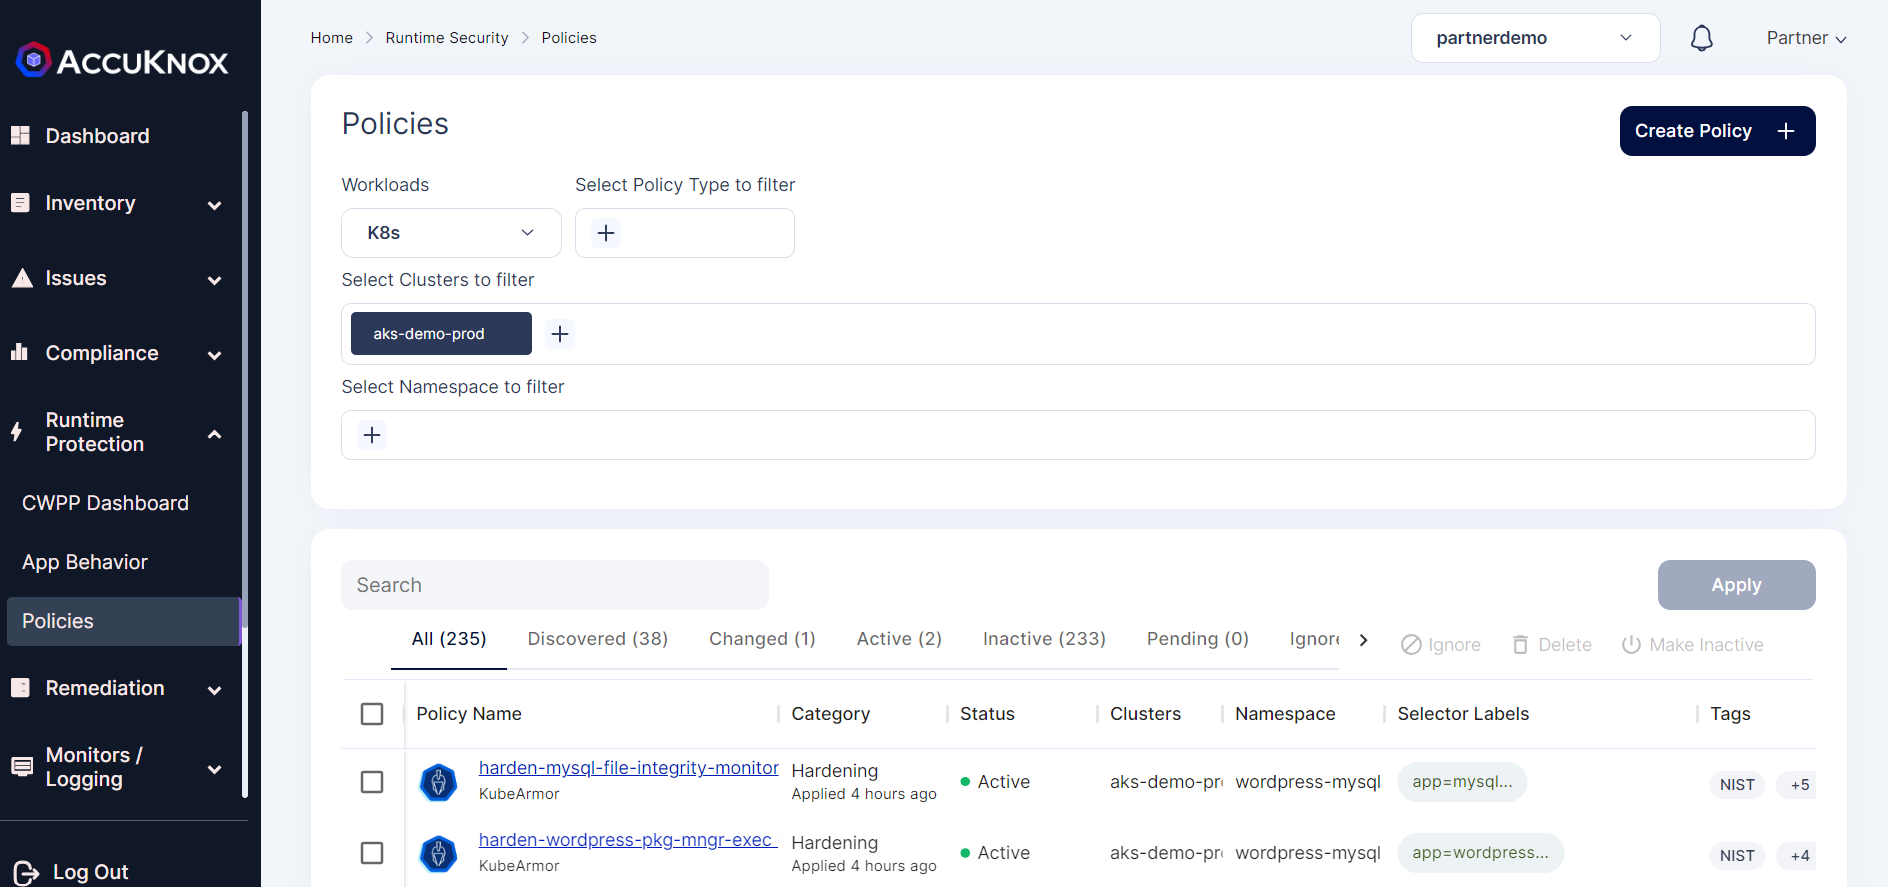 ACCUKNOX
Dashboard
Inventory
Issues
Compliance
Runtime
Protection
CWPP Dashboard
App Behavior
Policies
Remediation
Monitors /
Logging
Log Out
Home > Runtime Security > Policies
partnerdemo
Partner
Policies
Create Policy +
Workloads
Select Policy Type to filter
K8s
+
Select Clusters to filter
aks-demo-prod +
Select Namespace to filter
+
Search
Apply
All (235) Discovered (38) Changed (1) Active (2) Inactive (233) Pending (0) Ignore
Ignore Delete Make Inactive
Policy Name Category Status Clusters Namespace Selector Labels Tags
harden-mysql-file-integrity-monitor
KubeArmor
Hardening
Applied 4 hours ago
Active
aks-demo-pr
wordpress-mysql
app=mysql...
NIST +5
harden-wordpress-pkg-mngr-exec
KubeArmor
Hardening
Applied 4 hours ago
Active
aks-demo-pr
wordpress-mysql
app=wordpress...
NIST +4